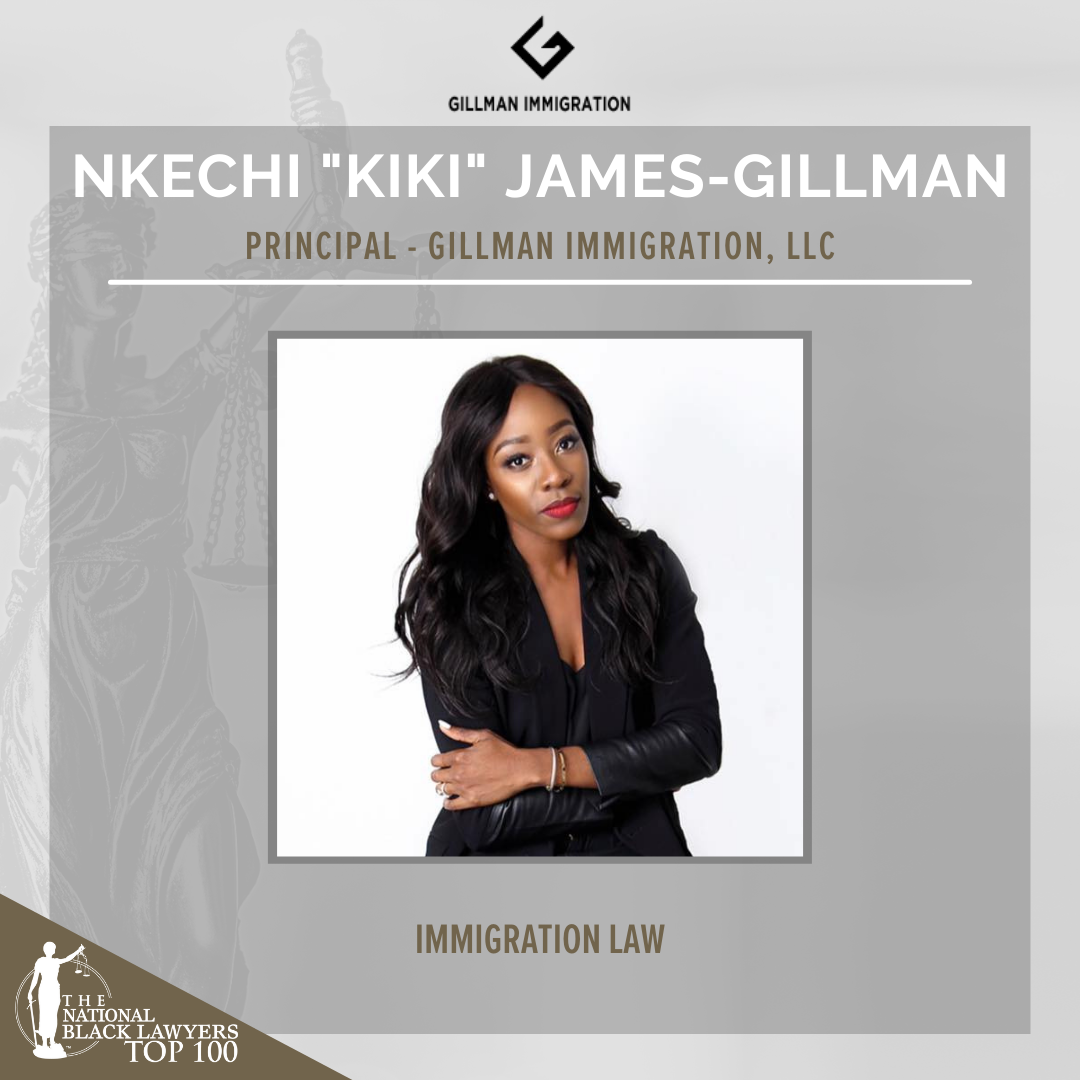 GILLMAN IMMIGRATION
NKECHI "KIKI" JAMES-GILLMAN
PRINCIPAL - GILLMAN IMMIGRATION, LLC
IMMIGRATION LAW
THE
NATIONAL
BLACK LAWYERS
TOP 100